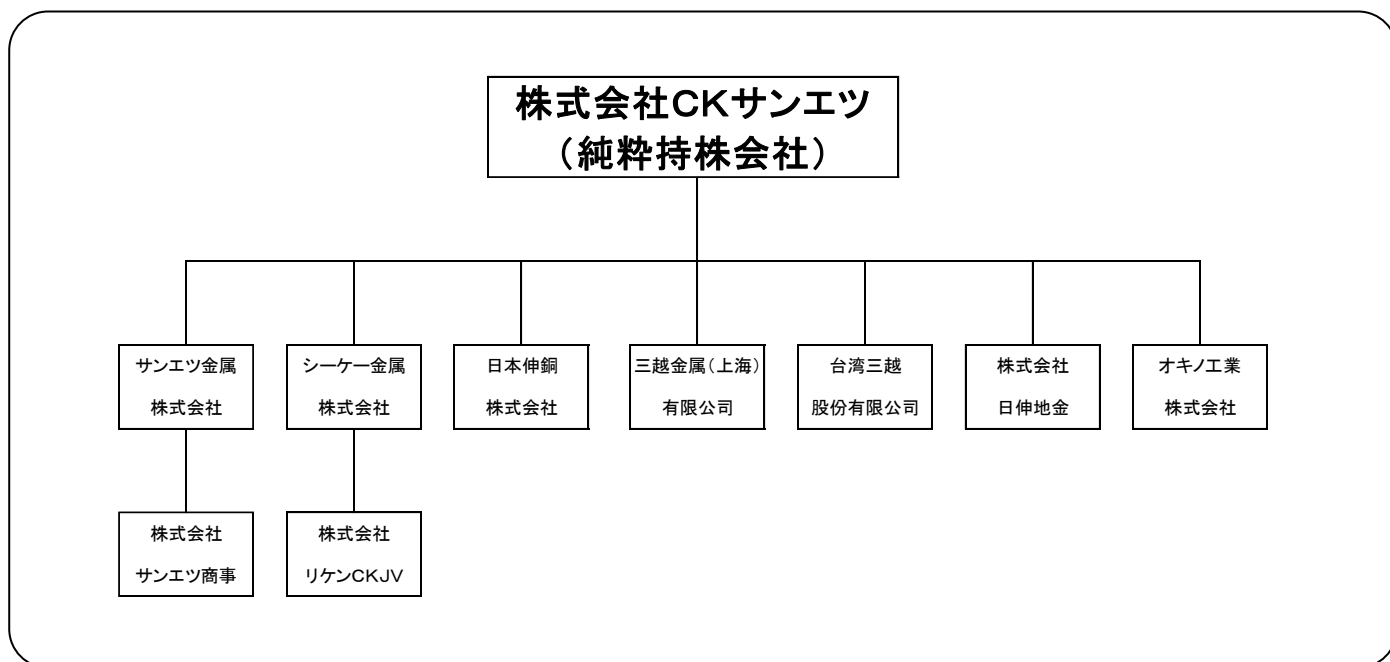 株式会社CKサンエツ
（純粋持株会社）
サンエツ金属
株式会社
シーケー金属
株式会社
日本伸銅
株式会社
三越金属（上海）
有限公司
台湾三越
股份有限公司
株式会社
日伸地金
オキノ工業
株式会社
株式会社
サンエツ商事
株式会社
リケンCKJV